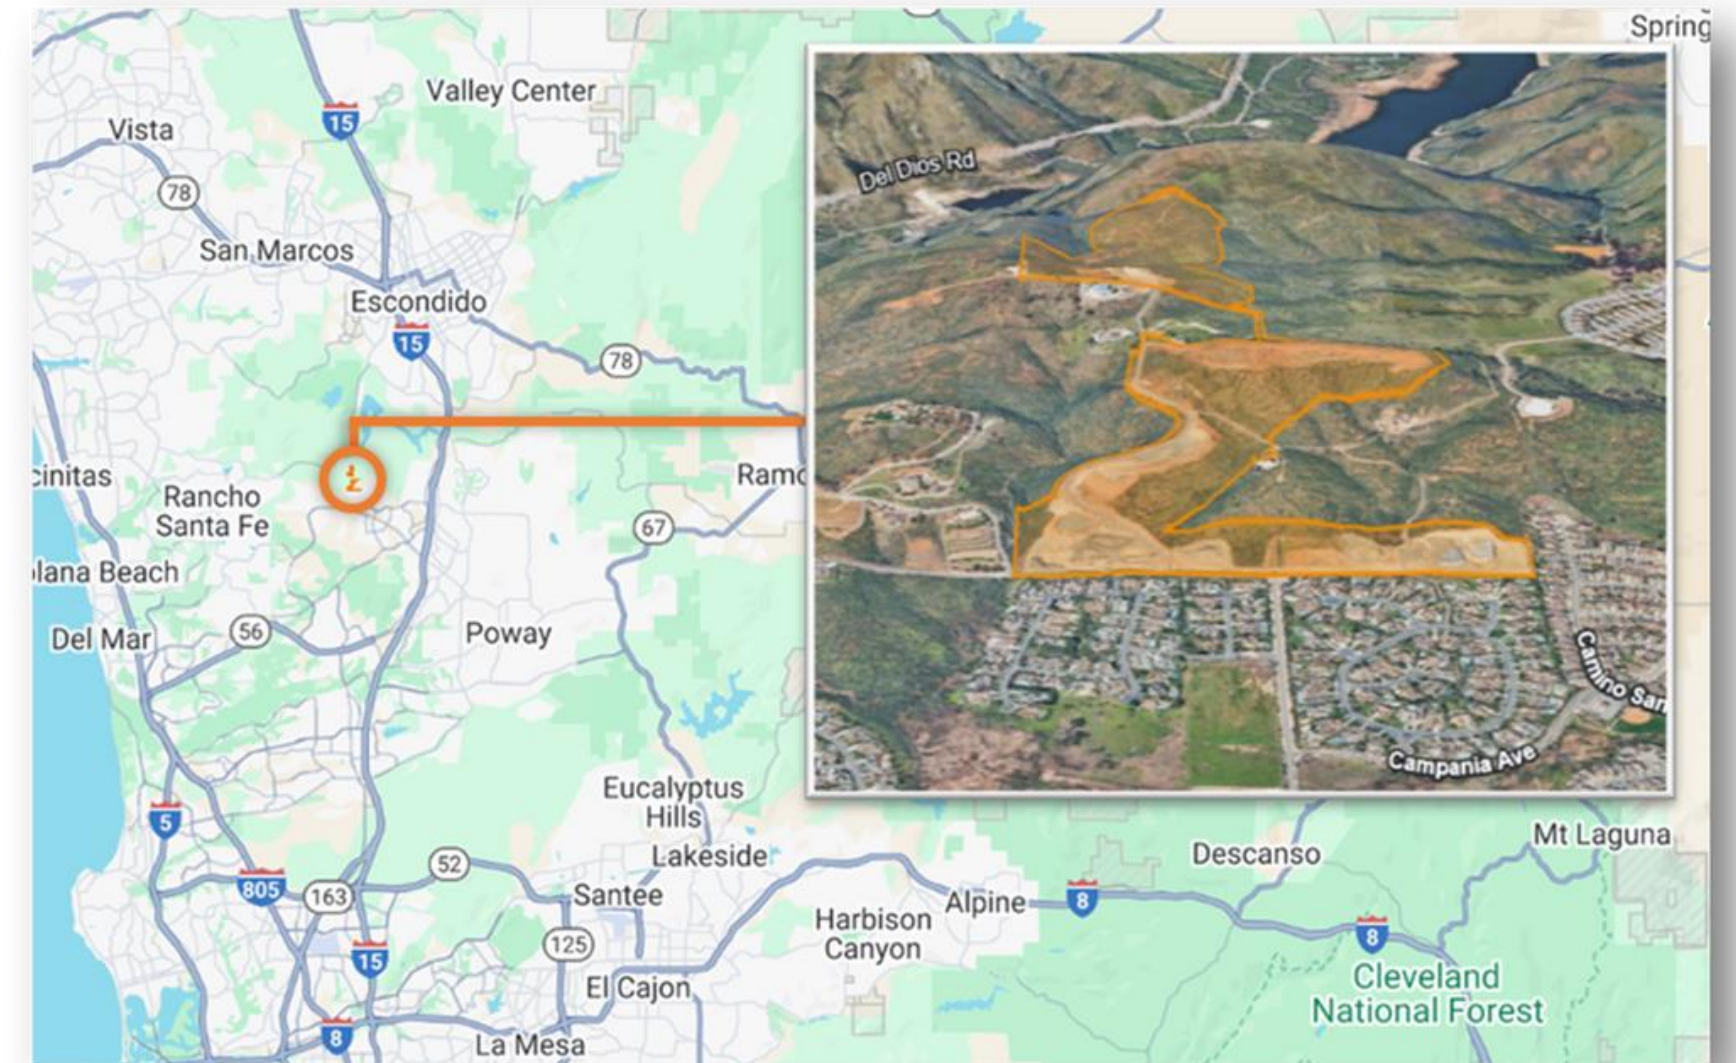 Spring
Valley Center
15
Vista
78
San Marcos
Escondido
15
78
Del Dios Rd
cinitas
Rancho
Santa Fe
Ramo
67
lana Beach
Del Mar
56
Poway
Camino San
Campania Ave
Eucalyptus
Hills
5
Lakeside
52
805
163
Santee
125
15
El Cajon
8
La Mesa
Harbison
Canyon
Alpine
8
Descanso
Mt Laguna
8
Cleveland
National Forest